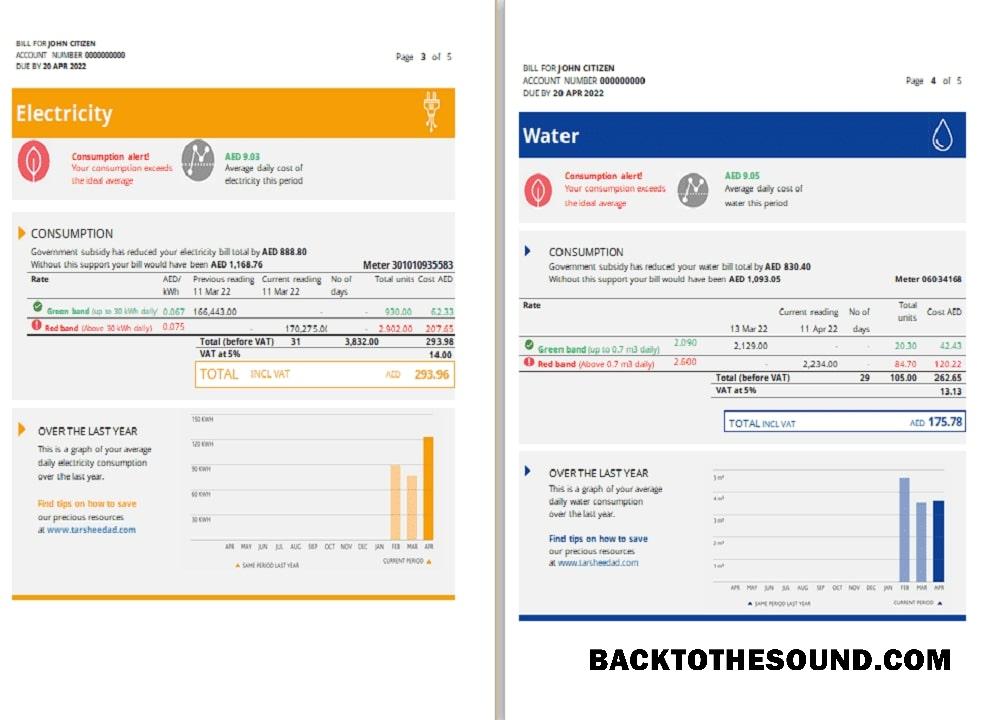 BILL FOR JOHN CITIZEN
ACCOUNT NUMBER 0000000000
DUE BY 20 APR 2022
Page 3 of 5
Electricity
Consumption alert!
Your consumption exceeds
the ideal average
AED 9.03
Average daily cost of
electricity this period
CONSUMPTION
Government subsidy has reduced your electricity bill total by AED 888.80
Without this support your bill would have been AED 1,168.76 Meter 301010935583
Rate AED/ Previous reading Current reading No of Total units Cost AED
kWh 11 Mar 22 11 Mar 22 days
Green band (up to 30 kWh daily' 0.067 166,443.00 - - 930.00 62.33
Red band (Above 30 kWh daily) 0.075 - 170,275.0( - 2,902.00 207.65
Total (before VAT) 31 3,832.00 293.98
VAT at 5% 14.00
TOTAL INCL VAT AED 293.96
OVER THE LAST YEAR
This is a graph of your average
daily electricity consumption
over the last year.
Find tips on how to save
our precious resources
at www.tarsheedad.com
150 KWH
120 KWH
90 KWH
60 KWH
30 KWH
APR MAY JUN JUL AUG SEP OCT NOV DEC JAN FEB MAR APR
▲ SAME PERIOD LAST YEAR CURRENT PERIOD ▲
BILL FOR JOHN CITIZEN
ACCOUNT NUMBER 000000000
DUE BY 20 APR 2022
Page 4 of 5
Water
Consumption alert!
Your consumption exceeds
the ideal average
AED 9.05
Average daily cost of
water this period
CONSUMPTION
Government subsidy has reduced your water bill total by AED 830.40
Without this support your bill would have been AED 1,093.05 Meter 06034168
Rate Current reading No of Total units Cost AED
13 Mar 22 11 Apr 22 days
Green band (up to 0.7 m3 daily) 2.090 2,129.00 - - 20.30 42.43
Red band (Above 0.7 m3 daily) 2.600 - 2,234.00 - 84.70 120.22
Total (before VAT) 29 105.00 262.65
VAT at 5% 13.13
TOTAL INCL VAT AED 175.78
OVER THE LAST YEAR
This is a graph of your average
daily water consumption
over the last year.
Find tips on how to save
our precious resources
at www.tarsheedad.com
5 m³
4 m³
3 m³
2 m³
1 m³
APR MAY JUN JUL AUG SEP OCT NOV DEC JAN FEB MAR APR
▲ SAME PERIOD LAST YEAR CURRENT PERIOD ▲
BACKTOTHESOUND.COM